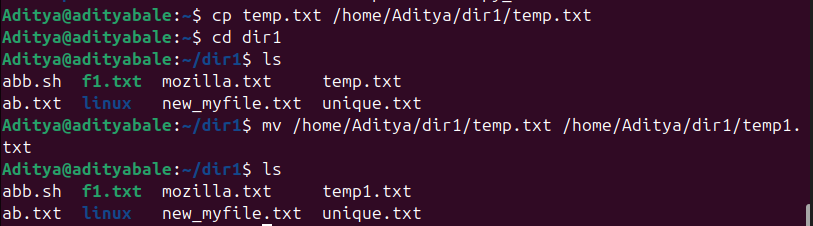 Aditya@adityabale:~$ cp temp.txt /home/Aditya/dir1/temp.txt
Aditya@adityabale:~$ cd dir1
Aditya@adityabale:~/dir1$ ls
abb.sh  f1.txt  mozilla.txt     temp.txt
ab.txt  linux   new_myfile.txt  unique.txt
Aditya@adityabale:~/dir1$ mv /home/Aditya/dir1/temp.txt /home/Aditya/dir1/temp1.
txt
Aditya@adityabale:~/dir1$ ls
abb.sh  f1.txt  mozilla.txt     temp1.txt
ab.txt  linux   new_myfile.txt  unique.txt